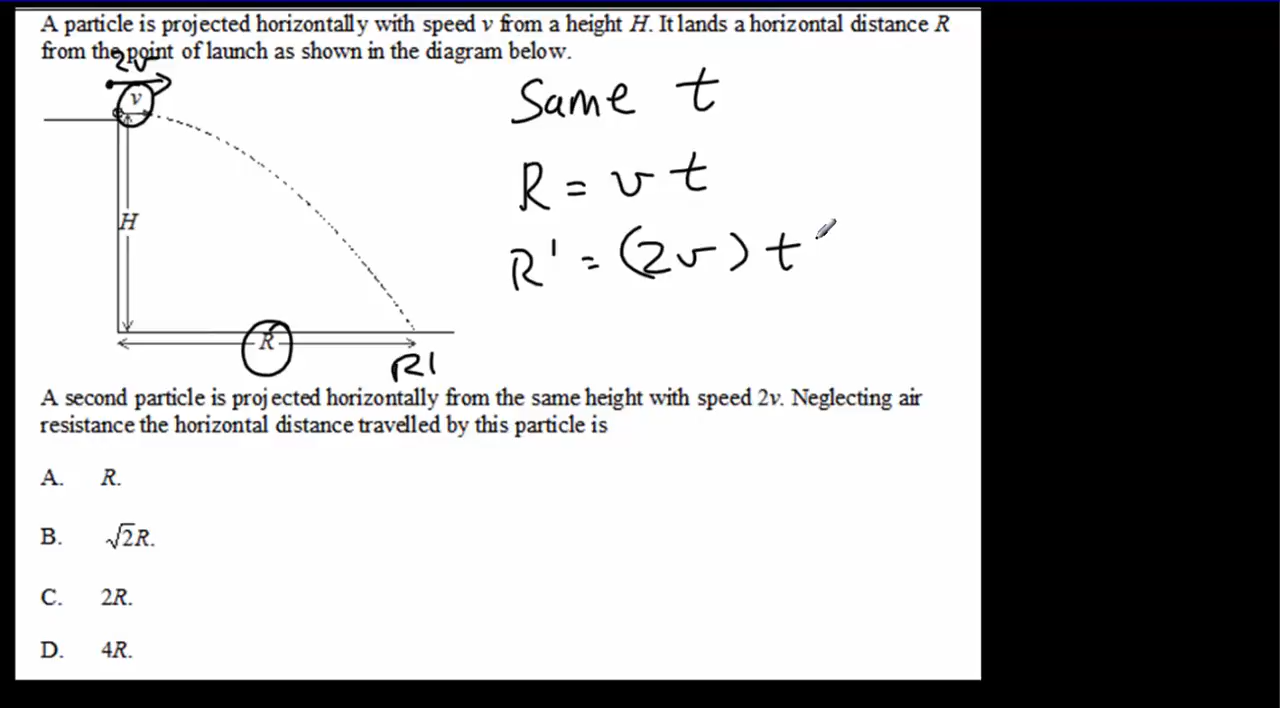 A particle is projected horizontally with speed v from a height H. It lands a horizontal distance R
from the point of launch as shown in the diagram below.
2v
v
Same t
R = v t
H
R' = (2v) t
R
R'
A second particle is projected horizontally from the same height with speed 2v. Neglecting air
resistance the horizontal distance travelled by this particle is
A. R.
B. √2R.
C. 2R.
D. 4R.